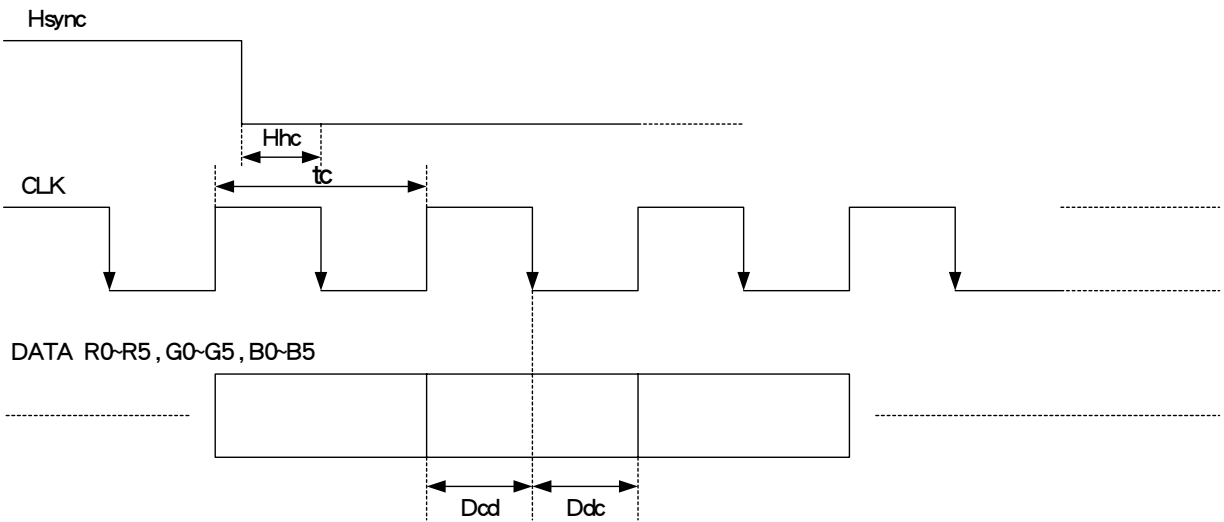 Hsync
Hhc
tc
CLK
DATA R0~R5 , G0~G5 , B0~B5
Dcd Ddc